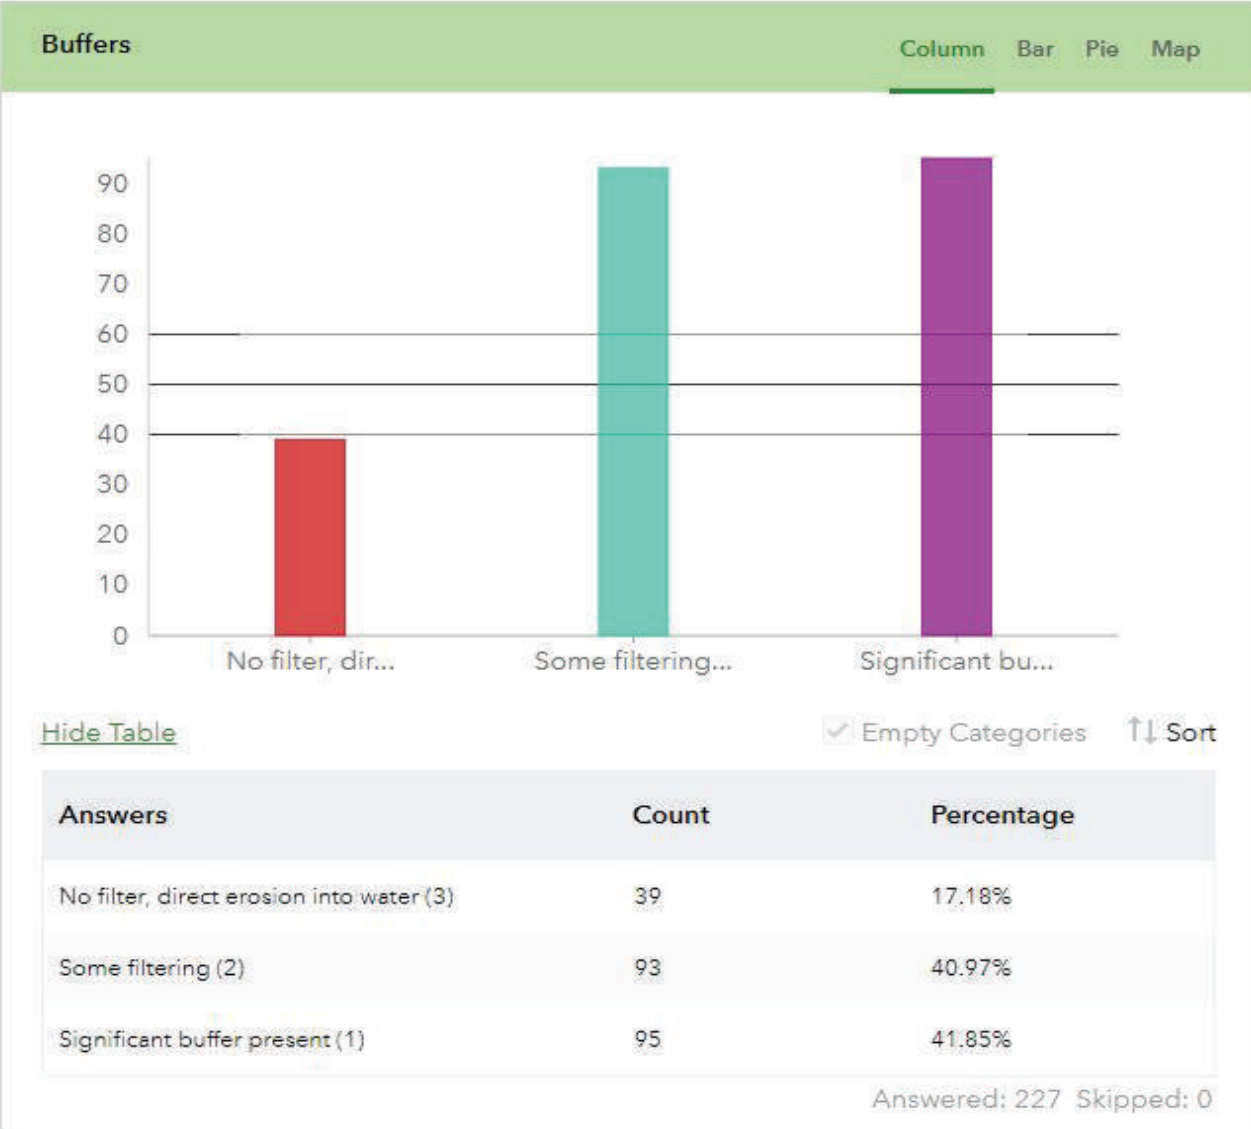 Buffers
Column Bar Pie Map
90
80
70
60
50
40
30
20
10
0
No filter, dir... Some filtering... Significant bu...
Hide Table Empty Categories Sort
Answers Count Percentage
No filter, direct erosion into water (3) 39 17.18%
Some filtering (2) 93 40.97%
Significant buffer present (1) 95 41.85%
Answered: 227 Skipped: 0